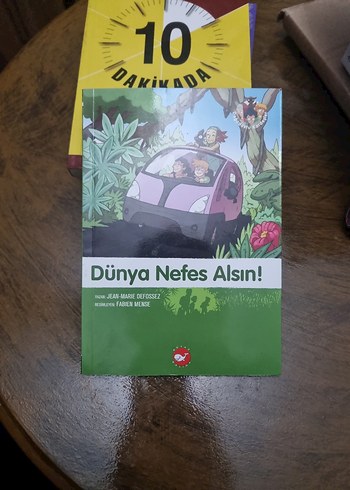 10
DAKİKADA
Dünya Nefes Alsın!
YAZAN: JEAN-MARIE DEFOSSEZ
RESİMLEYEN: FABIEN MENSE